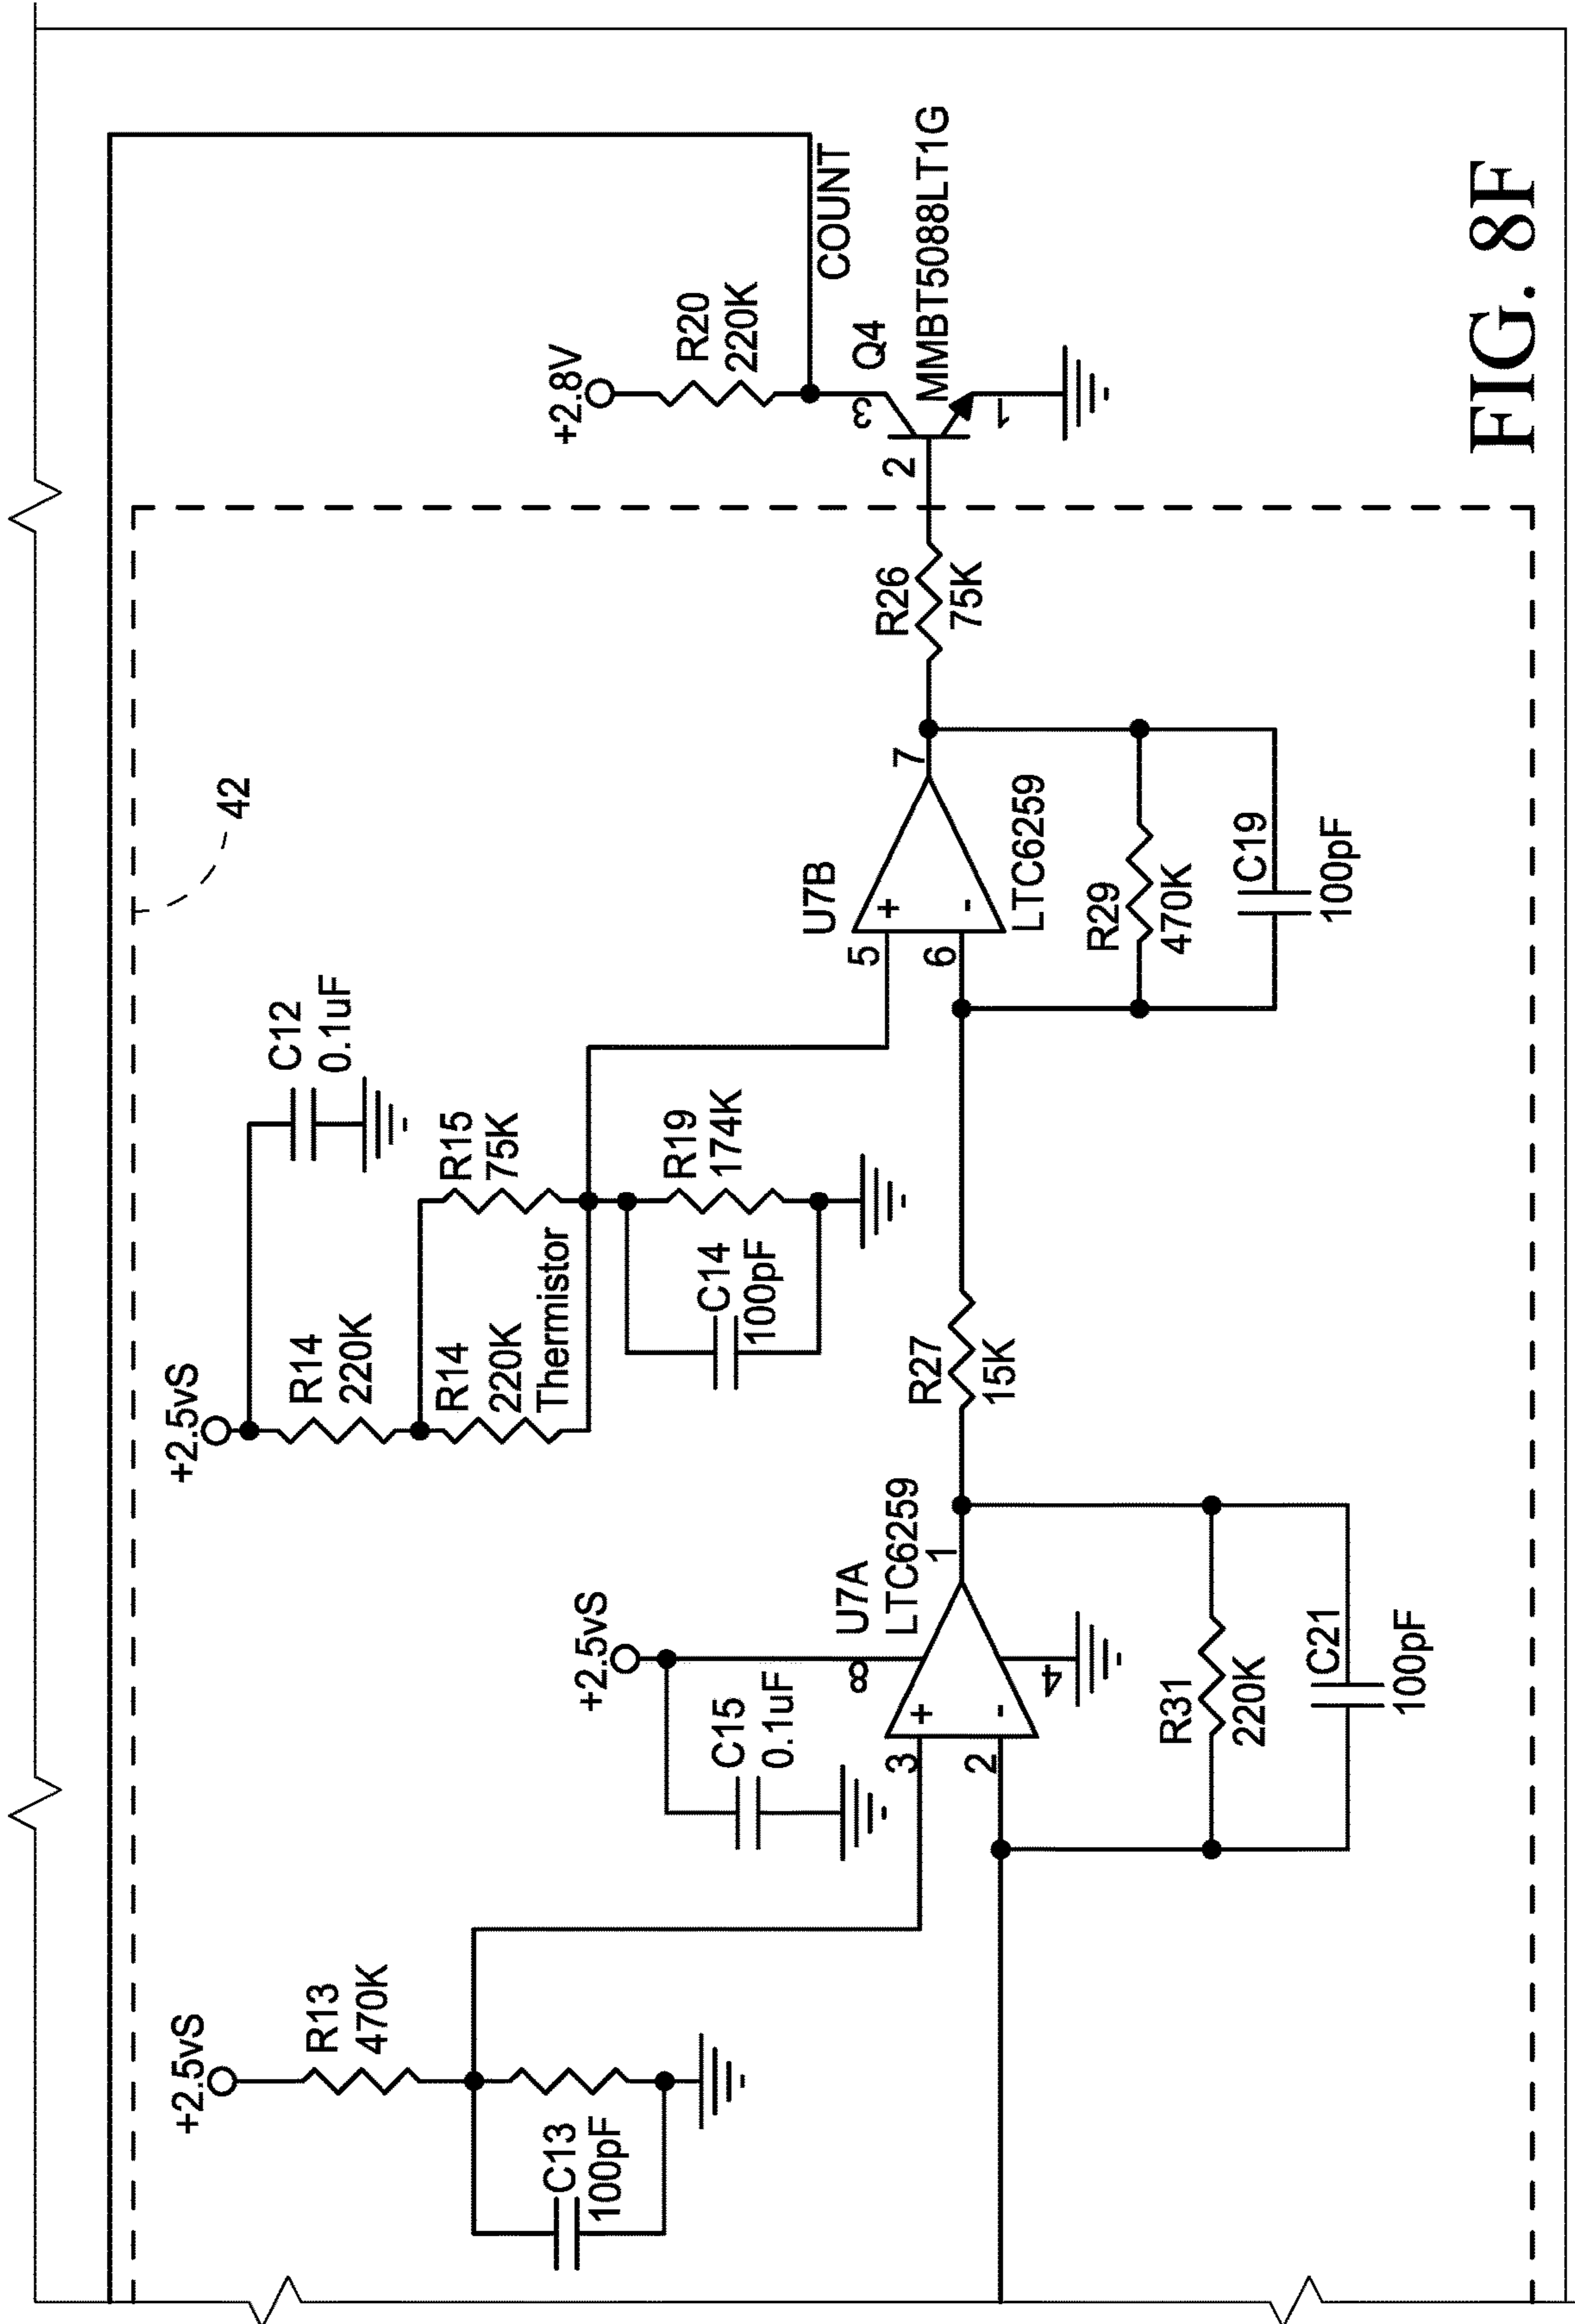 COUNT
+2.8V
R20
220K
Q4
MMBT5088LT1G
3
2
1
42
R26
75K
U7B
+
-
5
6
7
LTC6259
R29
470K
C19
100pF
C12
0.1uF
+2.5vS
R14
220K
R15
75K
R14
220K
Thermistor
C14
100pF
R19
174K
R27
15K
+2.5vS
C15
0.1uF
U7A
LTC6259
8
+
-
3
2
1
4
R31
220K
C21
100pF
+2.5vS
R13
470K
C13
100pF
FIG. 8F